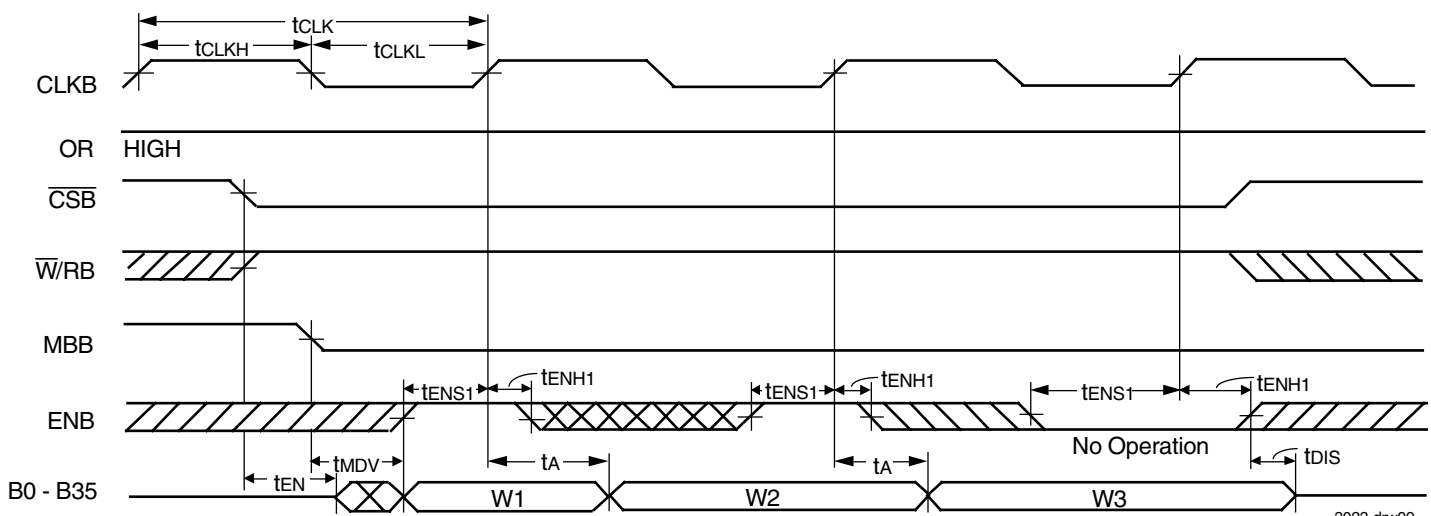 tCLK
tCLKH
tCLKL
CLKB
OR HIGH
CSB
W/RB
MBB
tENS1
tENH1
tENS1
tENH1
tENS1
tENH1
ENB
No Operation
tMDV
tA
tA
tDIS
tEN
B0 - B35
W1
W2
W3